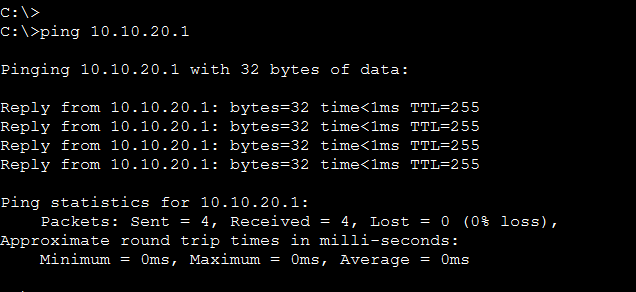 C:\>
C:\>ping 10.10.20.1
Pinging 10.10.20.1 with 32 bytes of data:
Reply from 10.10.20.1: bytes=32 time<1ms TTL=255
Reply from 10.10.20.1: bytes=32 time<1ms TTL=255
Reply from 10.10.20.1: bytes=32 time<1ms TTL=255
Reply from 10.10.20.1: bytes=32 time<1ms TTL=255
Ping statistics for 10.10.20.1:
    Packets: Sent = 4, Received = 4, Lost = 0 (0% loss),
Approximate round trip times in milli-seconds:
    Minimum = 0ms, Maximum = 0ms, Average = 0ms